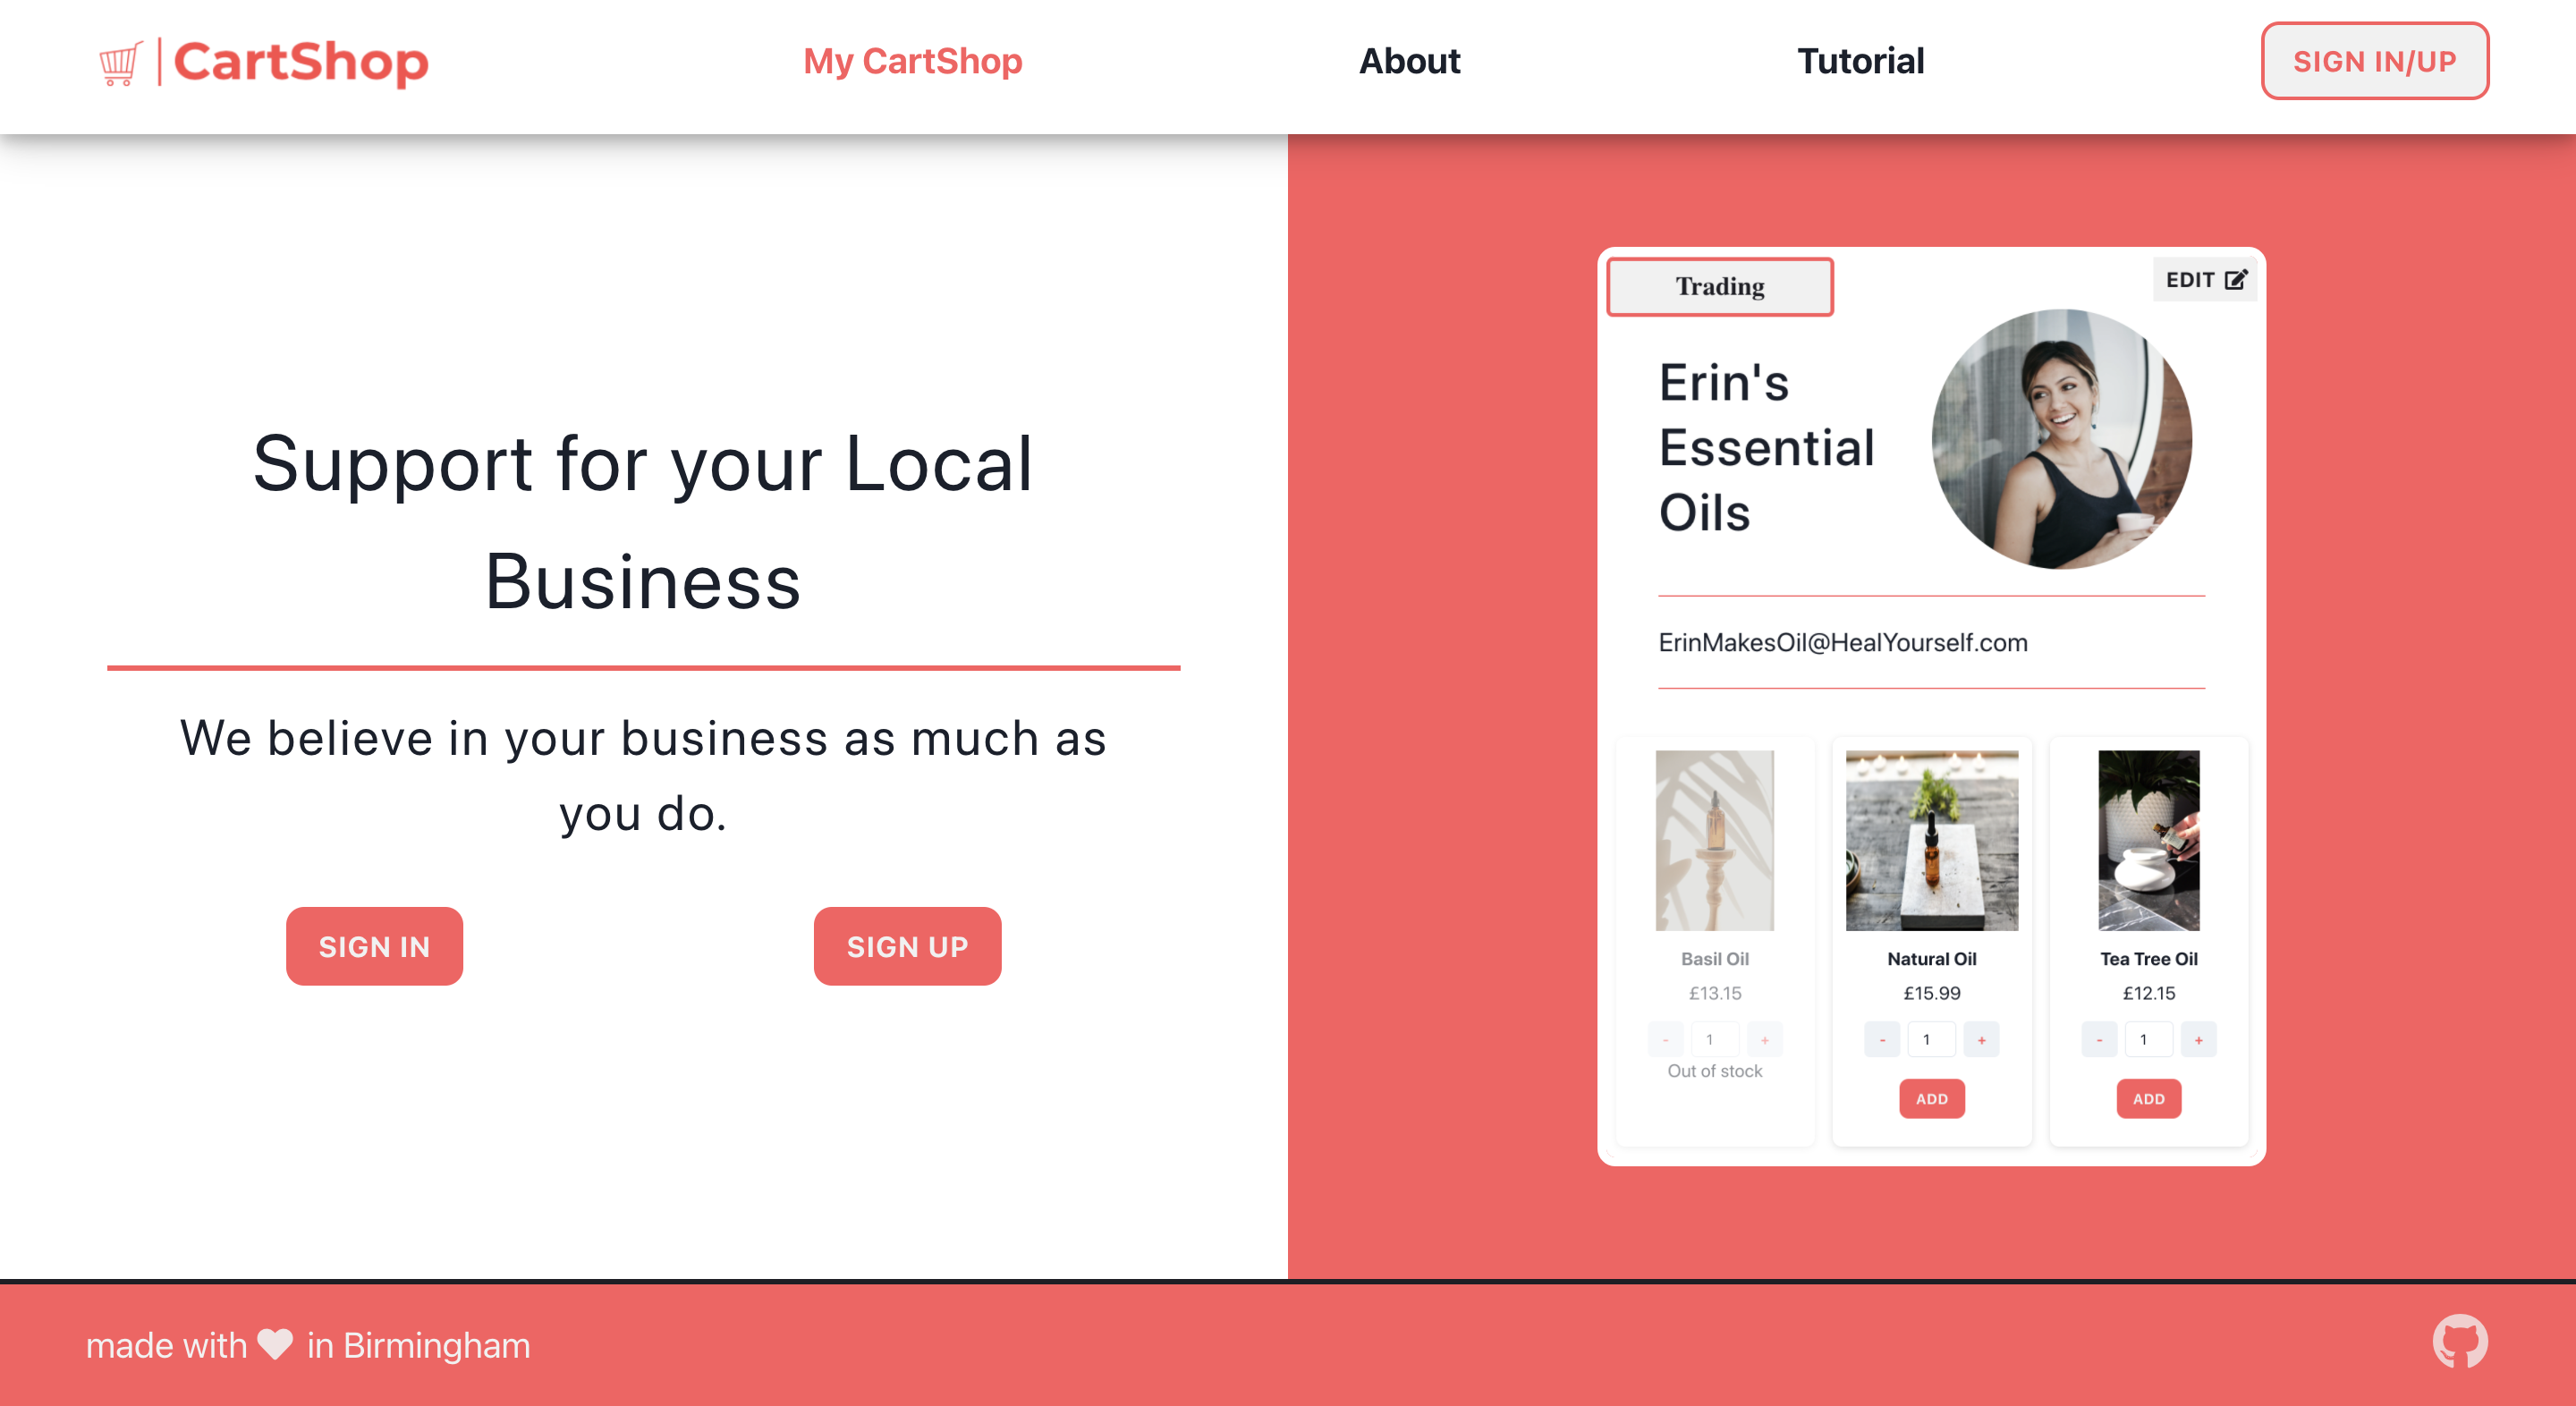 CartShop
My CartShop
About
Tutorial
SIGN IN/UP
Support for your Local
Business
We believe in your business as much as
you do.
SIGN IN
SIGN UP
Trading
EDIT
Erin's
Essential
Oils
ErinMakesOil@HealYourself.com
Basil Oil
£13.15
- 1 +
Out of stock
Natural Oil
£15.99
- 1 +
ADD
Tea Tree Oil
£12.15
- 1 +
ADD
made with in Birmingham